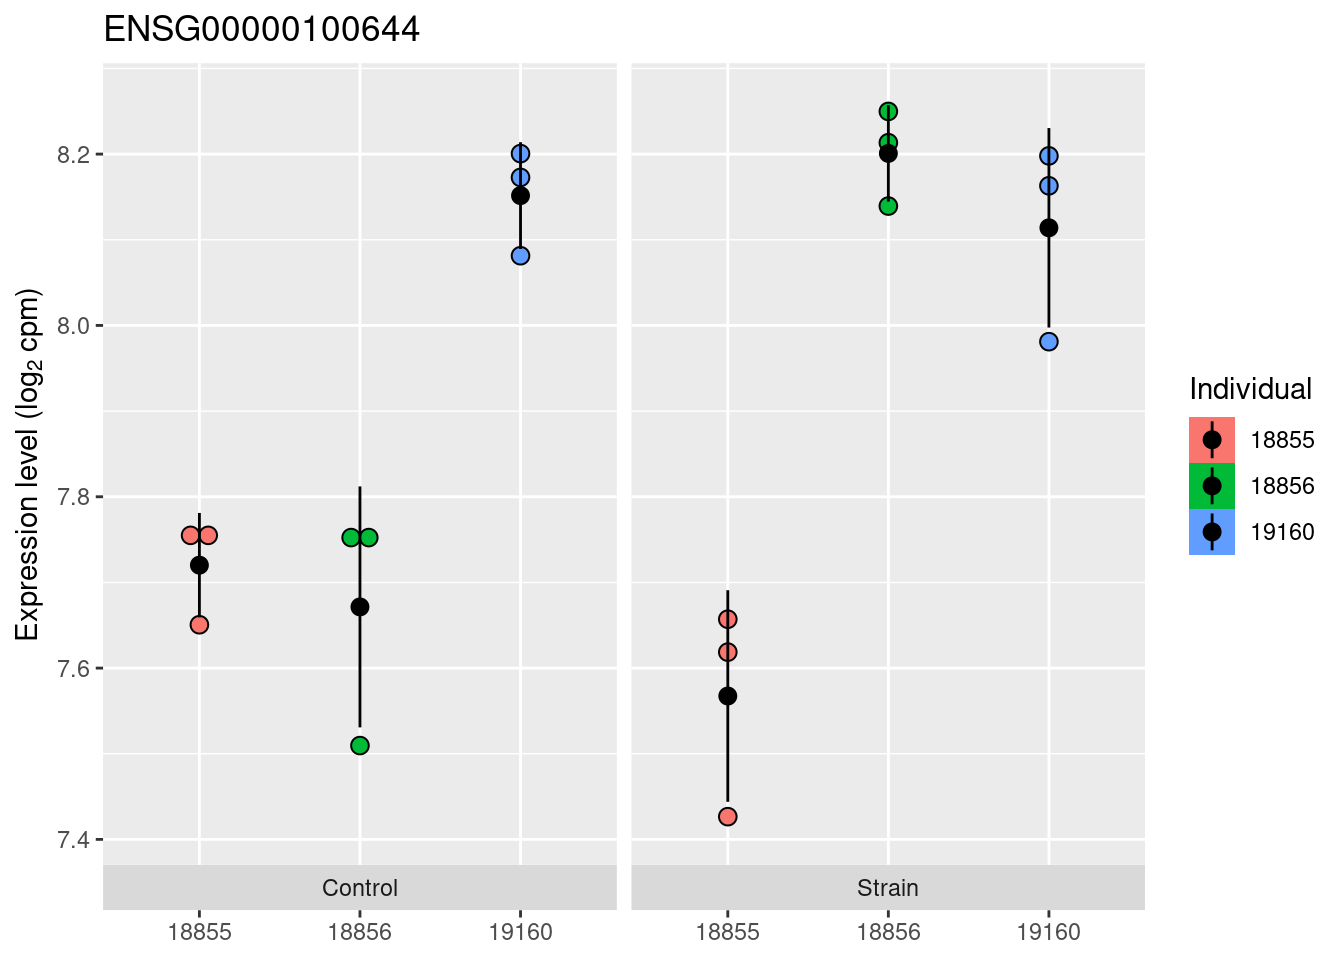 ENSG00000100644
Expression level (log₂ cpm)
8.2
8.0
7.8
7.6
7.4
Control
Strain
18855
18856
19160
18855
18856
19160
Individual
18855
18856
19160